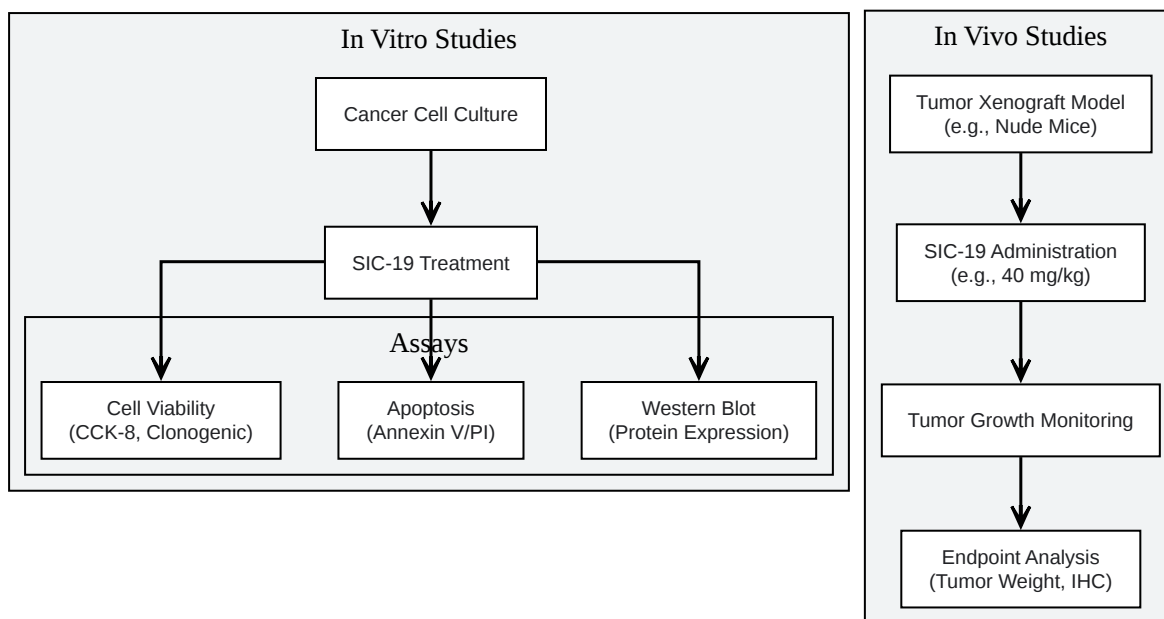 In Vitro Studies
Cancer Cell Culture
SIC-19 Treatment
Assays
Cell Viability
(CCK-8, Clonogenic)
Apoptosis
(Annexin V/PI)
Western Blot
(Protein Expression)
In Vivo Studies
Tumor Xenograft Model
(e.g., Nude Mice)
SIC-19 Administration
(e.g., 40 mg/kg)
Tumor Growth Monitoring
Endpoint Analysis
(Tumor Weight, IHC)